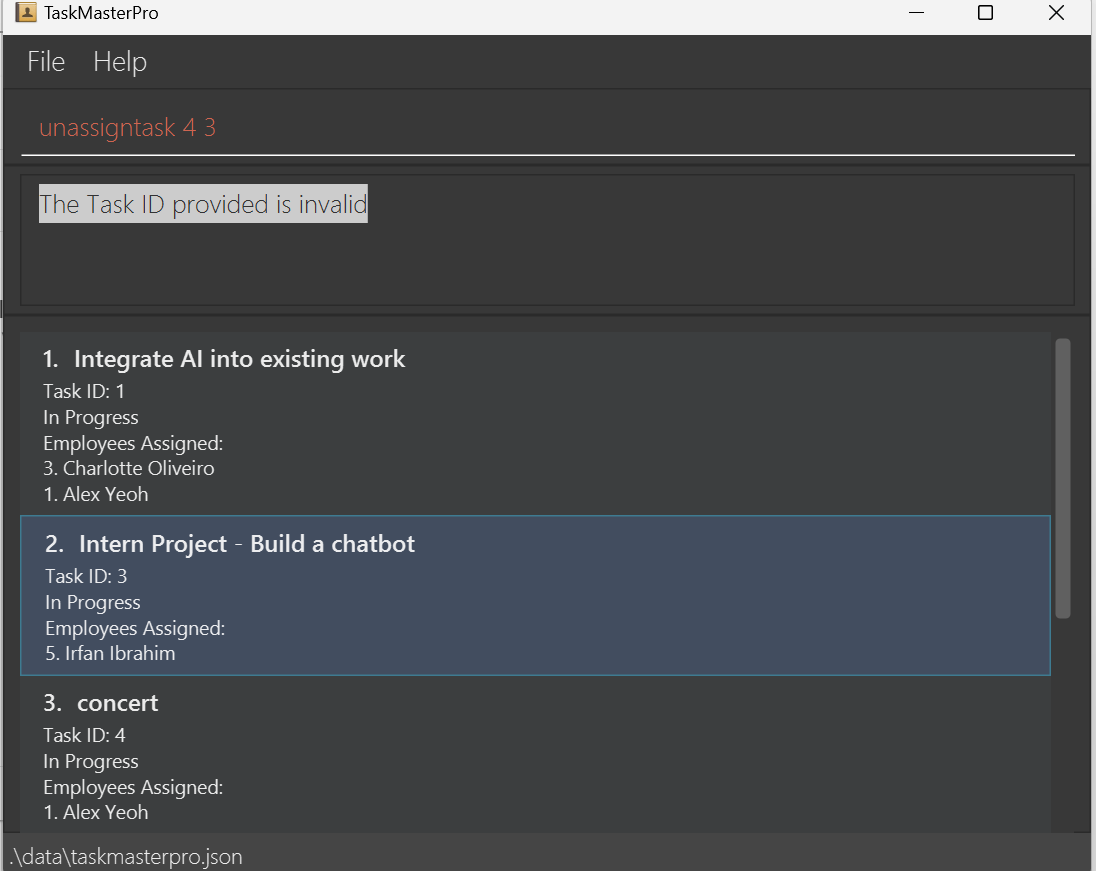 TaskMasterPro
File Help
unassigntask 4 3
The Task ID provided is invalid
1. Integrate AI into existing work
Task ID: 1
In Progress
Employees Assigned:
3. Charlotte Oliveiro
1. Alex Yeoh
2. Intern Project - Build a chatbot
Task ID: 3
In Progress
Employees Assigned:
5. Irfan Ibrahim
3. concert
Task ID: 4
In Progress
Employees Assigned:
1. Alex Yeoh
.\data\taskmasterpro.json